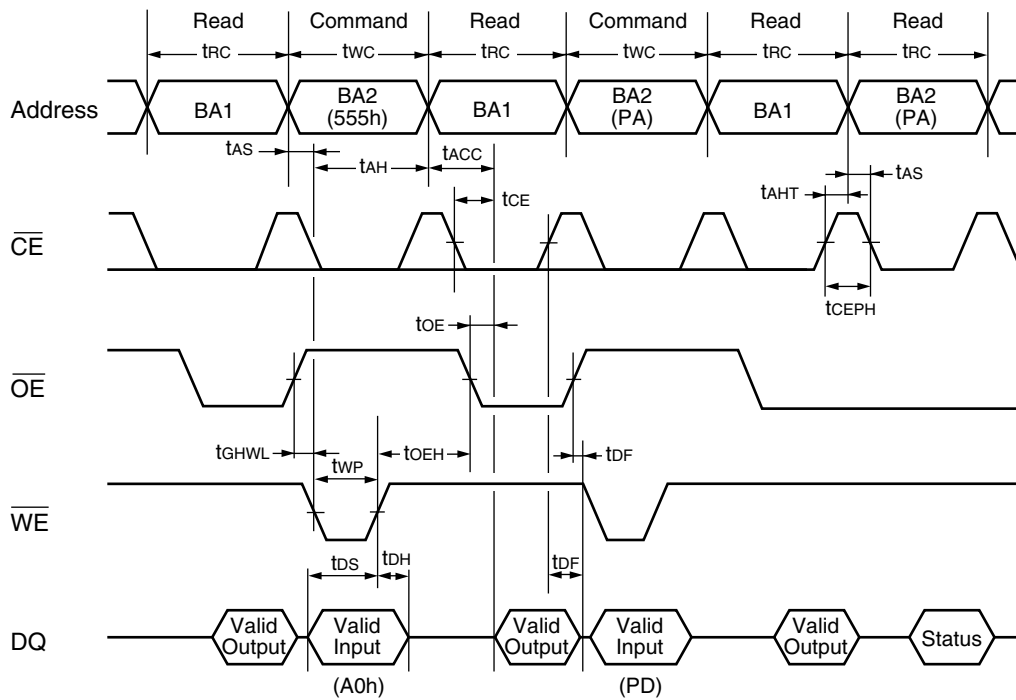 Read Command Read Command Read Read
tRC tWC tRC tWC tRC tRC
Address BA1 BA2 (555h) BA1 BA2 (PA) BA1 BA2 (PA)
tAS tAH tACC tAS
tCE tAHT
CE
tCEPH
tOE
OE
tGHWL tWP tOEH tDF
WE
tDS tDH tDF
DQ Valid Output Valid Input Valid Output Valid Input Valid Output Status
(A0h) (PD)